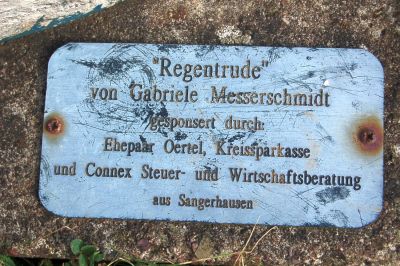 "Regentrude"
von Gabriele Messerschmidt
gesponsert durch:
Ehepaar Oertel, Kreissparkasse
und Connex Steuer- und Wirtschaftsberatung
aus Sangerhausen